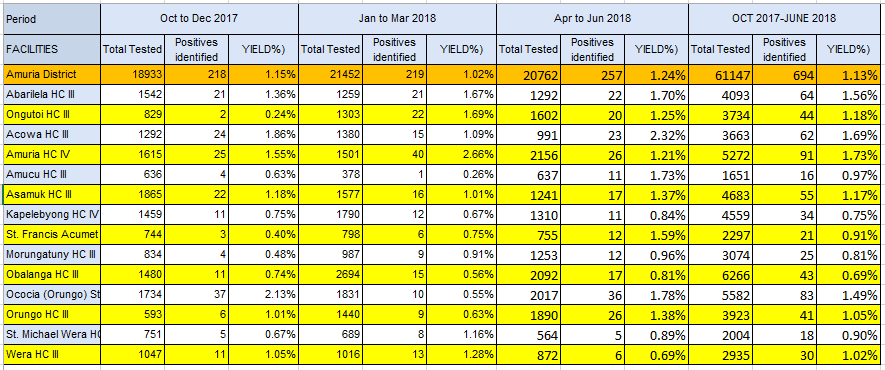 Period Oct to Dec 2017 Jan to Mar 2018 Apr to Jun 2018 OCT 2017-JUNE 2018
FACILITIES Total Tested Positives identified YIELD%) Total Tested Positives identified YIELD%) Total Tested Positives identified YIELD%) Total Tested Positives identified YIELD%)
Amuria District 18933 218 1.15% 21452 219 1.02% 20762 257 1.24% 61147 694 1.13%
Abarilela HC III 1542 21 1.36% 1259 21 1.67% 1292 22 1.70% 4093 64 1.56%
Ongutoi HC III 829 2 0.24% 1303 22 1.69% 1602 20 1.25% 3734 44 1.18%
Acowa HC III 1292 24 1.86% 1380 15 1.09% 991 23 2.32% 3663 62 1.69%
Amuria HC IV 1615 25 1.55% 1501 40 2.66% 2156 26 1.21% 5272 91 1.73%
Amucu HC III 636 4 0.63% 378 1 0.26% 637 11 1.73% 1651 16 0.97%
Asamuk HC III 1865 22 1.18% 1577 16 1.01% 1241 17 1.37% 4683 55 1.17%
Kapelebyong HC IV 1459 11 0.75% 1790 12 0.67% 1310 11 0.84% 4559 34 0.75%
St. Francis Acumet 744 3 0.40% 798 6 0.75% 755 12 1.59% 2297 21 0.91%
Morungatuny HC III 834 4 0.48% 987 9 0.91% 1253 12 0.96% 3074 25 0.81%
Obalanga HC III 1480 11 0.74% 2694 15 0.56% 2092 17 0.81% 6266 43 0.69%
Ococia (Orungo) St 1734 37 2.13% 1831 10 0.55% 2017 36 1.78% 5582 83 1.49%
Orungo HC III 593 6 1.01% 1440 9 0.63% 1890 26 1.38% 3923 41 1.05%
St. Michael Wera HC 751 5 0.67% 689 8 1.16% 564 5 0.89% 2004 18 0.90%
Wera HC III 1047 11 1.05% 1016 13 1.28% 872 6 0.69% 2935 30 1.02%